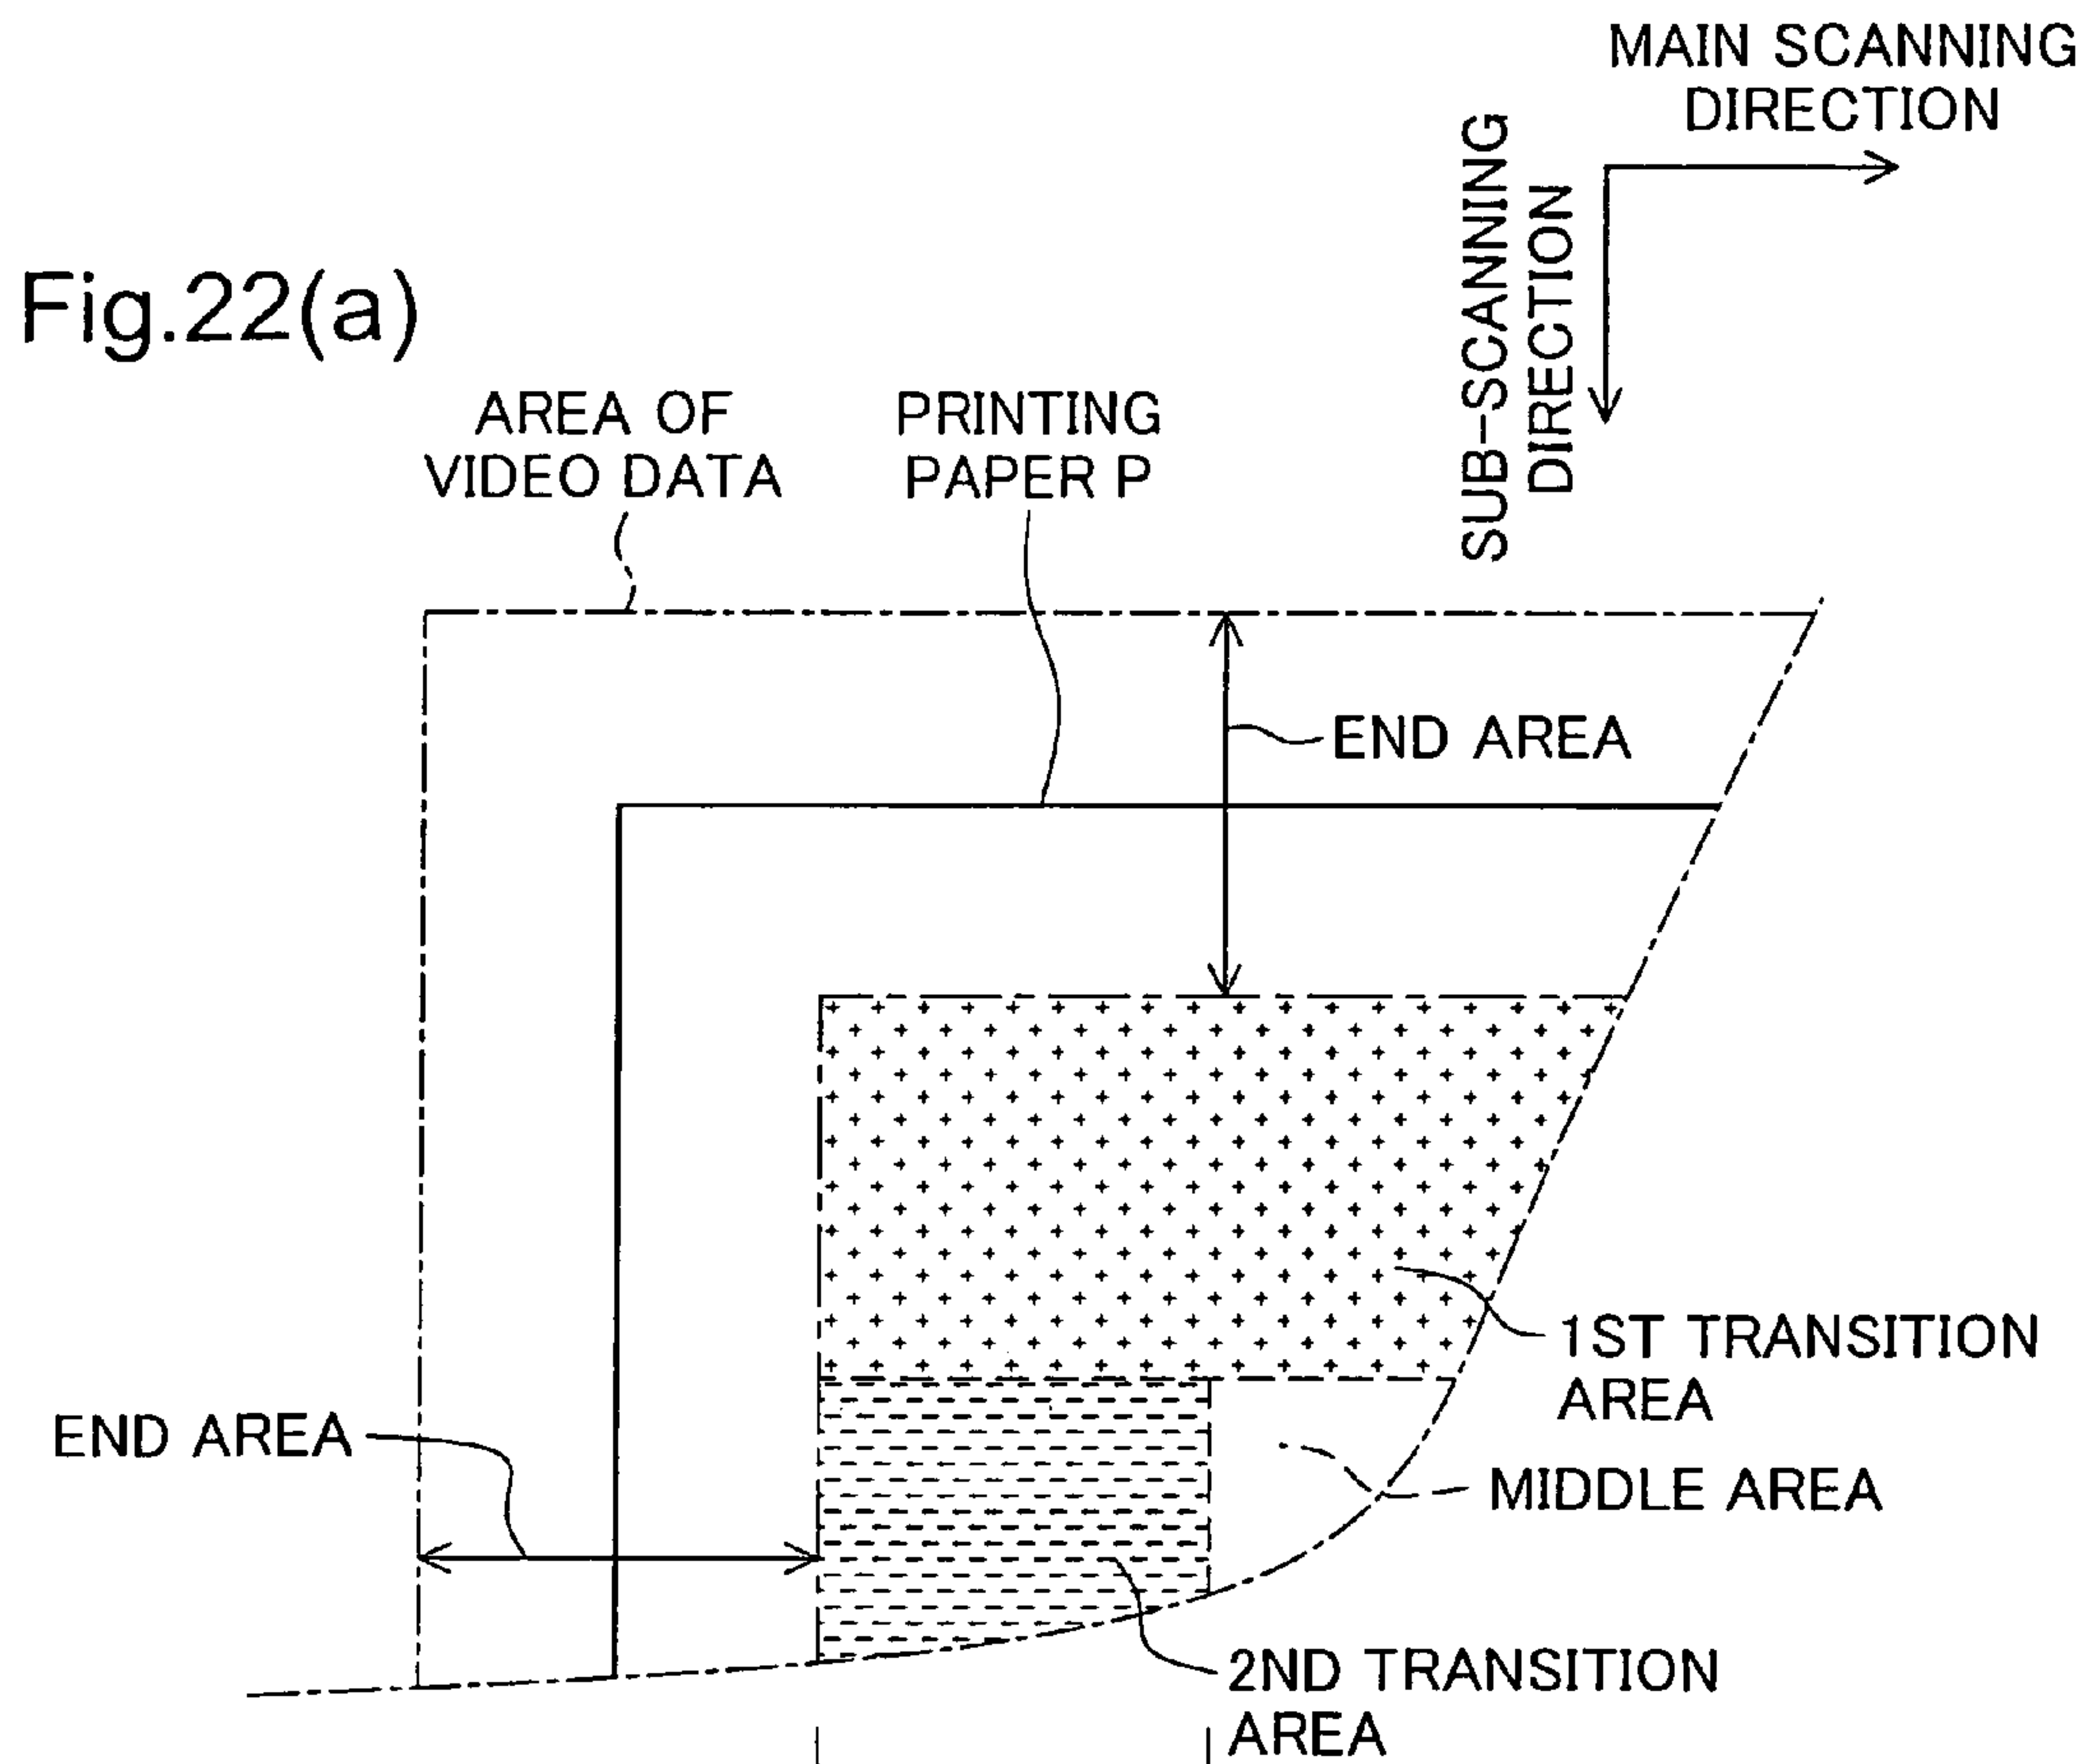 MAIN SCANNING
DIRECTION
SUB-SCANNING
DIRECTION
Fig.22(a)
AREA OF
VIDEO DATA
PRINTING
PAPER P
END AREA
1ST TRANSITION
AREA
END AREA
MIDDLE AREA
2ND TRANSITION
AREA